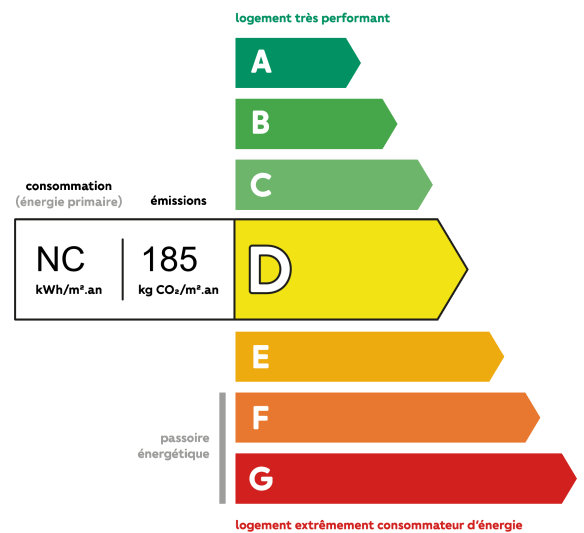 logement très performant
A
B
C
consommation
(énergie primaire)
émissions
NC
185
kWh/m².an
kg CO₂/m².an
D
E
F
passoire
énergétique
G
logement extrêmement consommateur d'énergie